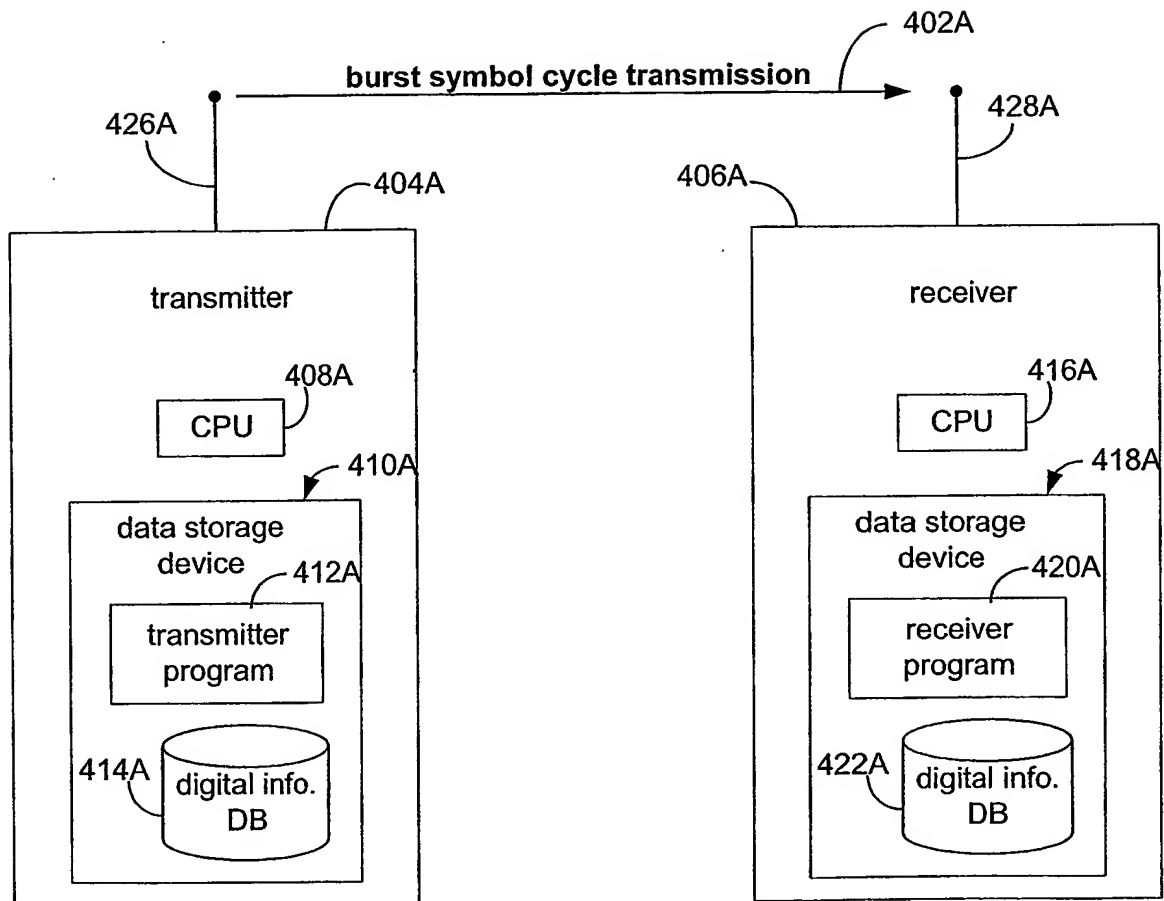 402A
burst symbol cycle transmission
426A
428A
404A
406A
transmitter
receiver
408A
416A
CPU
CPU
410A
418A
data storage
device
data storage
device
412A
420A
transmitter
program
receiver
program
414A
422A
digital info.
DB
digital info.
DB